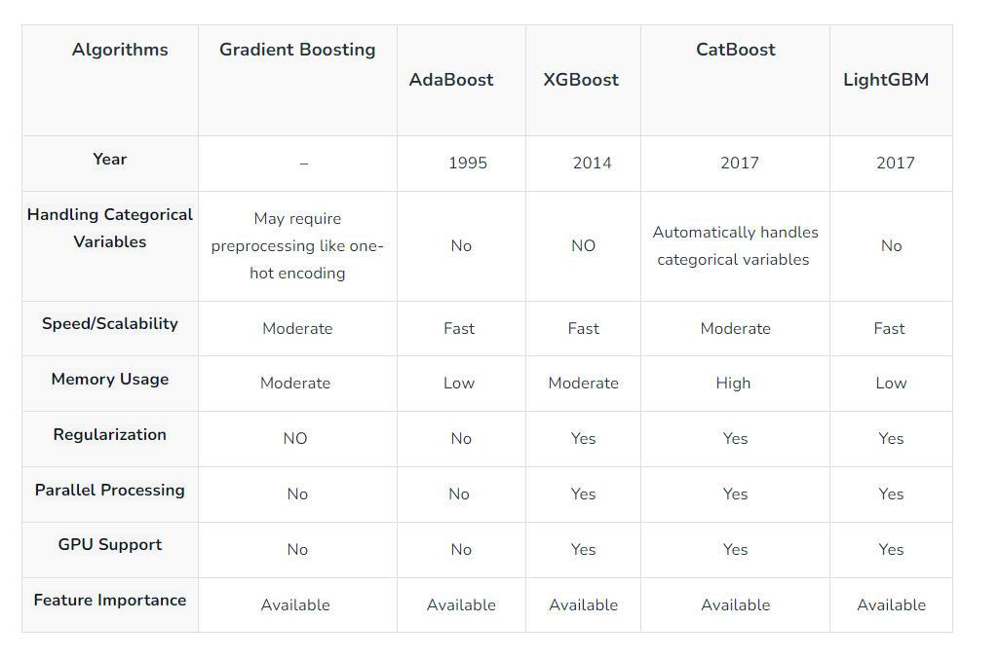 Algorithms Gradient Boosting AdaBoost XGBoost CatBoost LightGBM
Year – 1995 2014 2017 2017
Handling Categorical
Variables
May require
preprocessing like one-
hot encoding
No
NO
Automatically handles
categorical variables
No
Speed/Scalability Moderate Fast Fast Moderate Fast
Memory Usage Moderate Low Moderate High Low
Regularization NO No Yes Yes Yes
Parallel Processing No No Yes Yes Yes
GPU Support No No Yes Yes Yes
Feature Importance Available Available Available Available Available